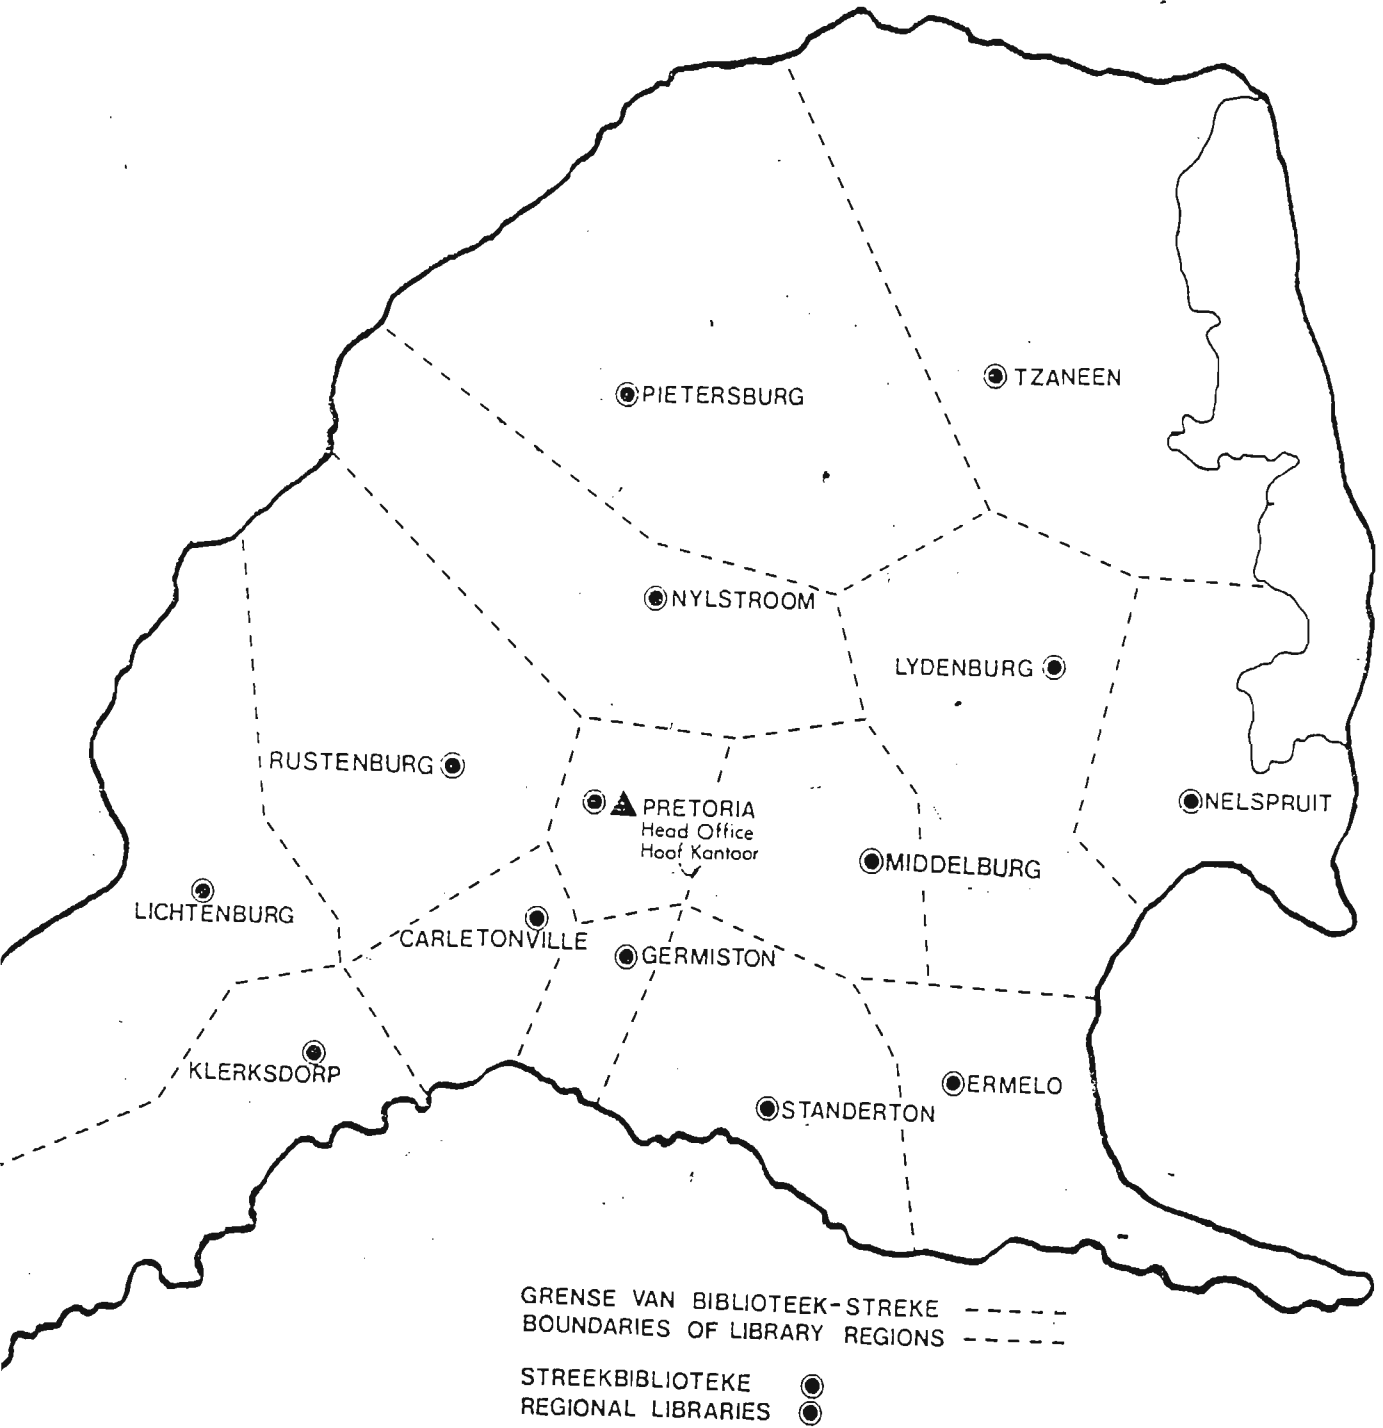 PIETERSBURG
TZANEEN
NYLSTROOM
LYDENBURG
RUSTENBURG
PRETORIA
Head Office
Hoof Kantoor
NELSPRUIT
MIDDELBURG
LICHTENBURG
CARLETONVILLE
GERMISTON
KLERKSDORP
ERMELO
STANDERTON
GRENSE VAN BIBLIOTEEK-STREKE
BOUNDARIES OF LIBRARY REGIONS
STREEKBIBLIOTEKE
REGIONAL LIBRARIES